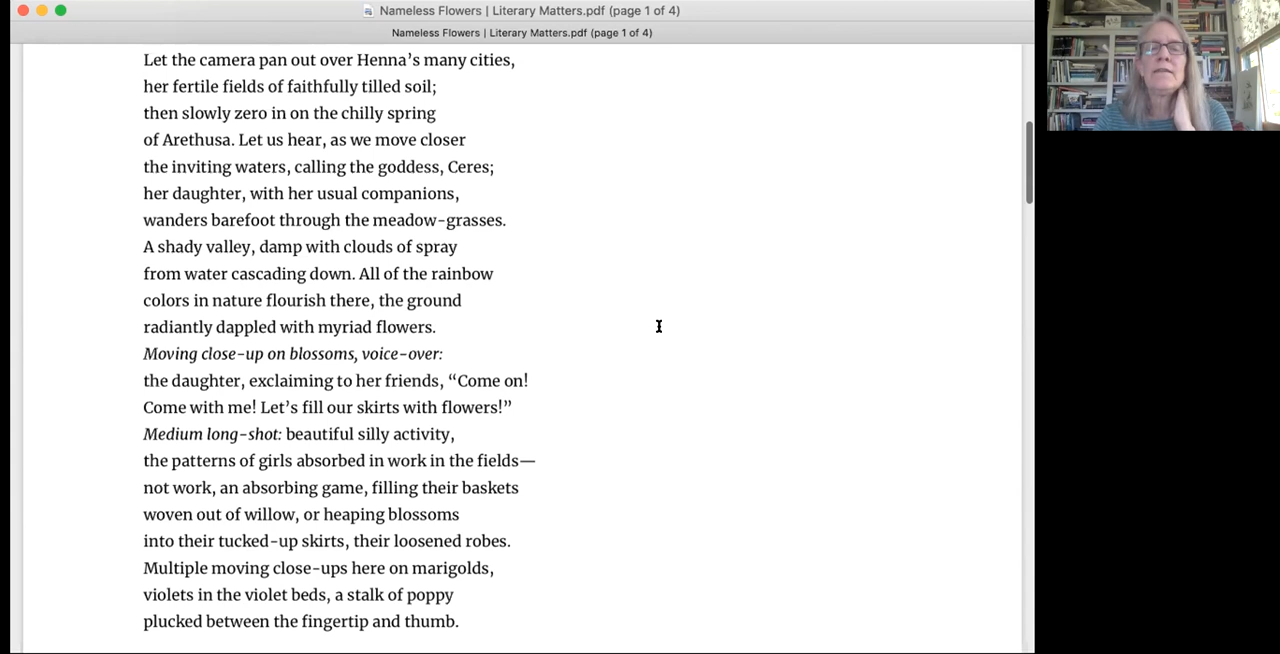 Nameless Flowers | Literary Matters.pdf (page 1 of 4)
Nameless Flowers | Literary Matters.pdf (page 1 of 4)
Let the camera pan out over Henna’s many cities,
her fertile fields of faithfully tilled soil;
then slowly zero in on the chilly spring
of Arethusa. Let us hear, as we move closer
the inviting waters, calling the goddess, Ceres;
her daughter, with her usual companions,
wanders barefoot through the meadow-grasses.
A shady valley, damp with clouds of spray
from water cascading down. All of the rainbow
colors in nature flourish there, the ground
radiantly dappled with myriad flowers.
Moving close-up on blossoms, voice-over:
the daughter, exclaiming to her friends, “Come on!
Come with me! Let’s fill our skirts with flowers!”
Medium long-shot: beautiful silly activity,
the patterns of girls absorbed in work in the fields—
not work, an absorbing game, filling their baskets
woven out of willow, or heaping blossoms
into their tucked-up skirts, their loosened robes.
Multiple moving close-ups here on marigolds,
violets in the violet beds, a stalk of poppy
plucked between the fingertip and thumb.